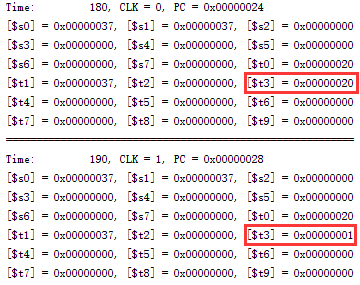 Time: 180, CLK = 0, PC = 0x00000024
[$s0] = 0x00000037, [$s1] = 0x00000037, [$s2] = 0x00000000
[$s3] = 0x00000000, [$s4] = 0x00000000, [$s5] = 0x00000000
[$s6] = 0x00000000, [$s7] = 0x00000000, [$t0] = 0x00000020
[$t1] = 0x00000037, [$t2] = 0x00000000, [$t3] = 0x00000020
[$t4] = 0x00000000, [$t5] = 0x00000000, [$t6] = 0x00000000
[$t7] = 0x00000000, [$t8] = 0x00000000, [$t9] = 0x00000000
Time: 190, CLK = 1, PC = 0x00000028
[$s0] = 0x00000037, [$s1] = 0x00000037, [$s2] = 0x00000000
[$s3] = 0x00000000, [$s4] = 0x00000000, [$s5] = 0x00000000
[$s6] = 0x00000000, [$s7] = 0x00000000, [$t0] = 0x00000020
[$t1] = 0x00000037, [$t2] = 0x00000000, [$t3] = 0x00000001
[$t4] = 0x00000000, [$t5] = 0x00000000, [$t6] = 0x00000000
[$t7] = 0x00000000, [$t8] = 0x00000000, [$t9] = 0x00000000